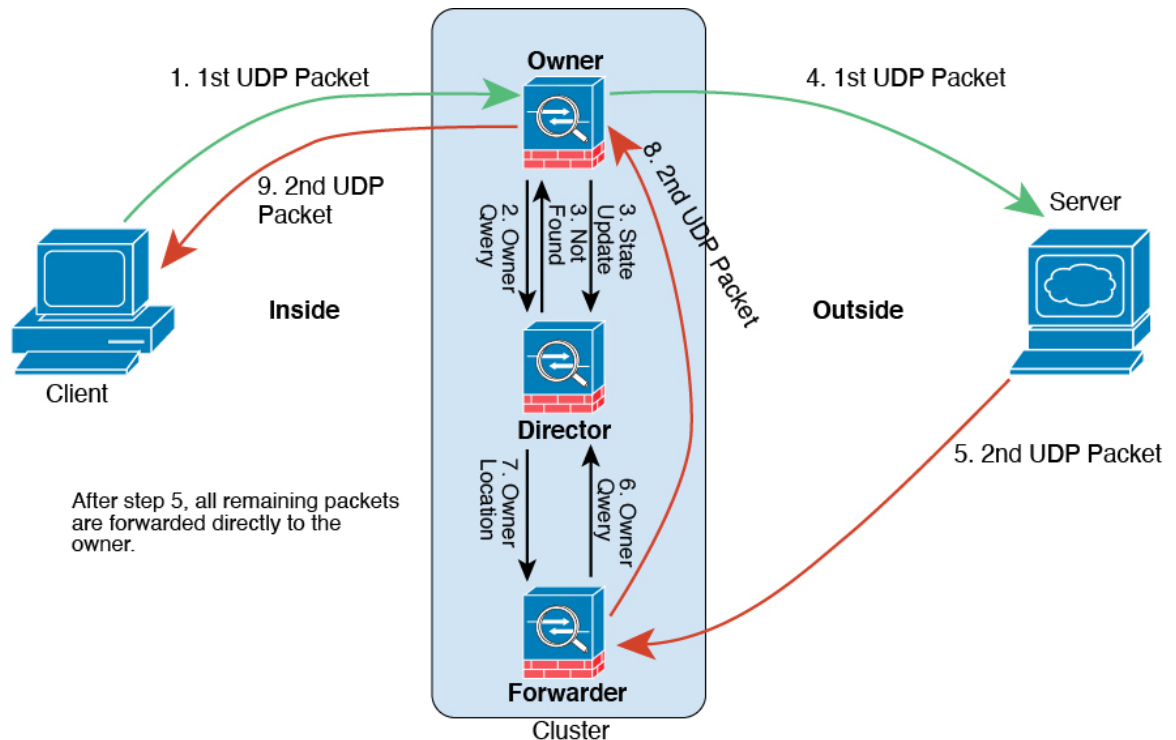 Owner
1. 1st UDP Packet
4. 1st UDP Packet
9. 2nd UDP
Packet
2. Owner
Qwery
3. Not
Found
3. State
Update
8. 2nd UDP Packet
Server
Inside
Outside
Client
Director
5. 2nd UDP Packet
7. Owner
Location
6. Owner
Qwery
After step 5, all remaining packets
are forwarded directly to the
owner.
Forwarder
Cluster